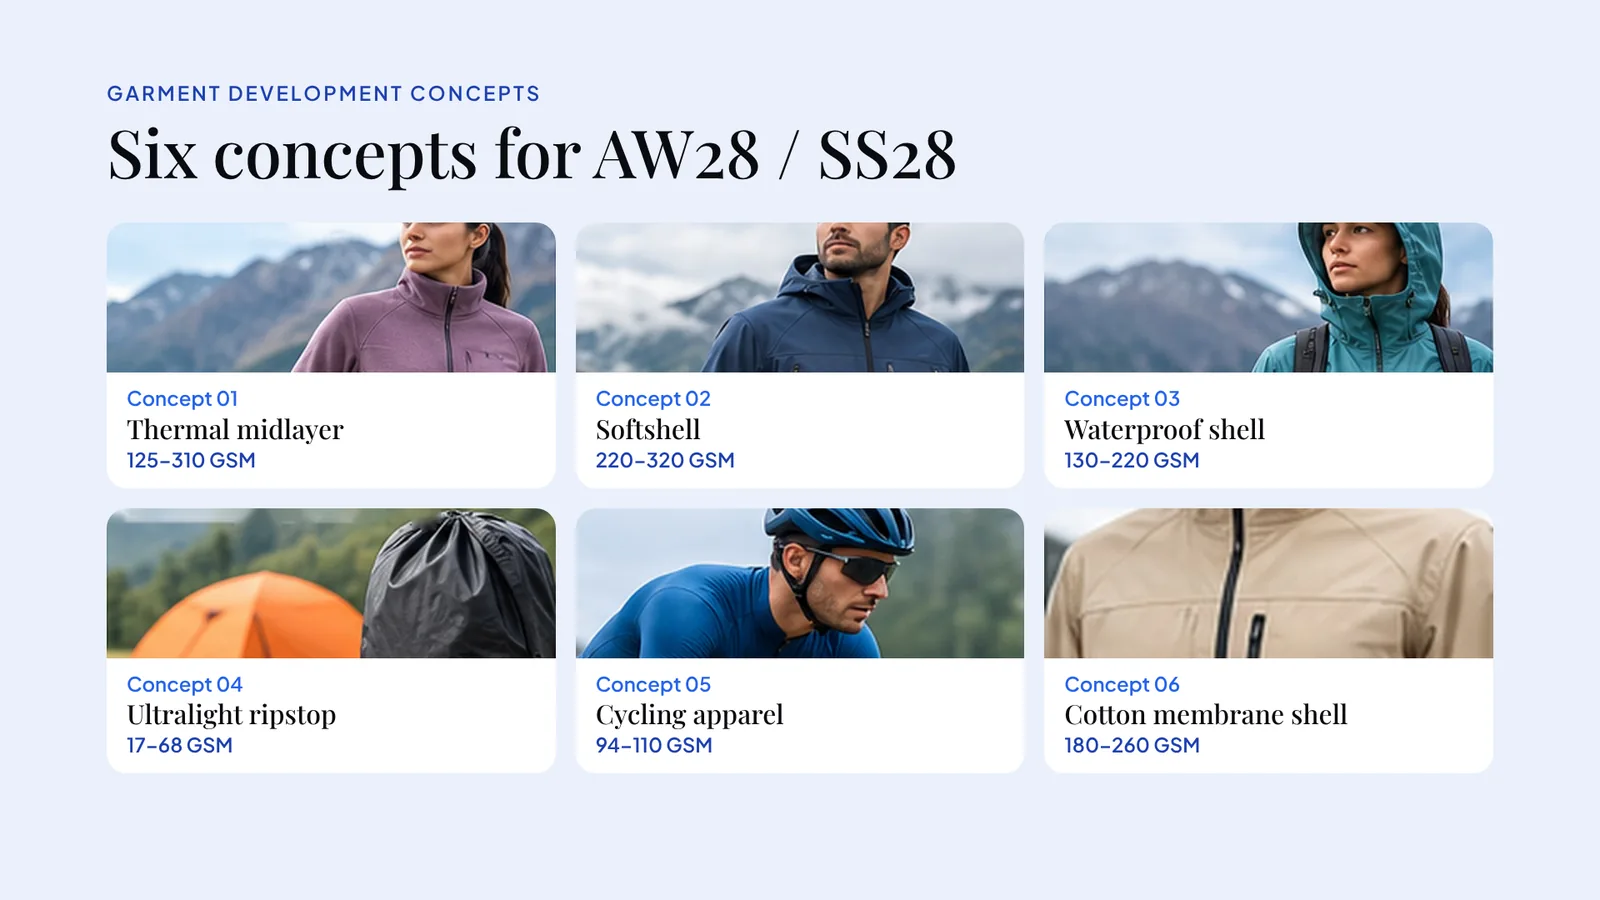 GARMENT DEVELOPMENT CONCEPTS
Six concepts for AW28 / SS28
Concept 01
Thermal midlayer
125–310 GSM
Concept 02
Softshell
220–320 GSM
Concept 03
Waterproof shell
130–220 GSM
Concept 04
Ultralight ripstop
17–68 GSM
Concept 05
Cycling apparel
94–110 GSM
Concept 06
Cotton membrane shell
180–260 GSM